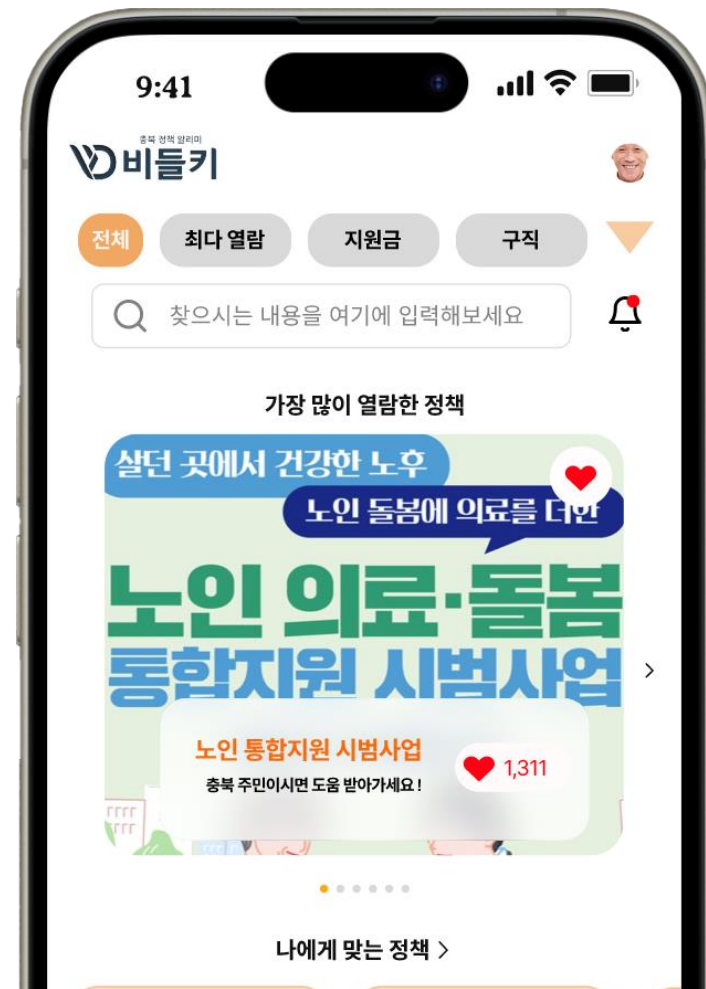 9:41
충북 정책 알리미
비들키
전체
최다 열람
지원금
구직
찾으시는 내용을 여기에 입력해보세요
가장 많이 열람한 정책
살던 곳에서 건강한 노후
노인 돌봄에 의료를 더한
노인 의료·돌봄
통합지원 시범사업
노인 통합지원 시범사업
충북 주민이시면 도움 받아가세요 !
1,311
나에게 맞는 정책 >